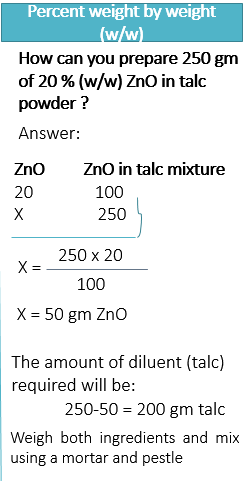 Percent weight by weight
(w/w)
How can you prepare 250 gm
of 20 % (w/w) ZnO in talc
powder ?
Answer:
ZnO ZnO in talc mixture
20 100
X 250
X = 250 x 20
100
X = 50 gm ZnO
The amount of diluent (talc)
required will be:
250-50 = 200 gm talc
Weigh both ingredients and mix
using a mortar and pestle